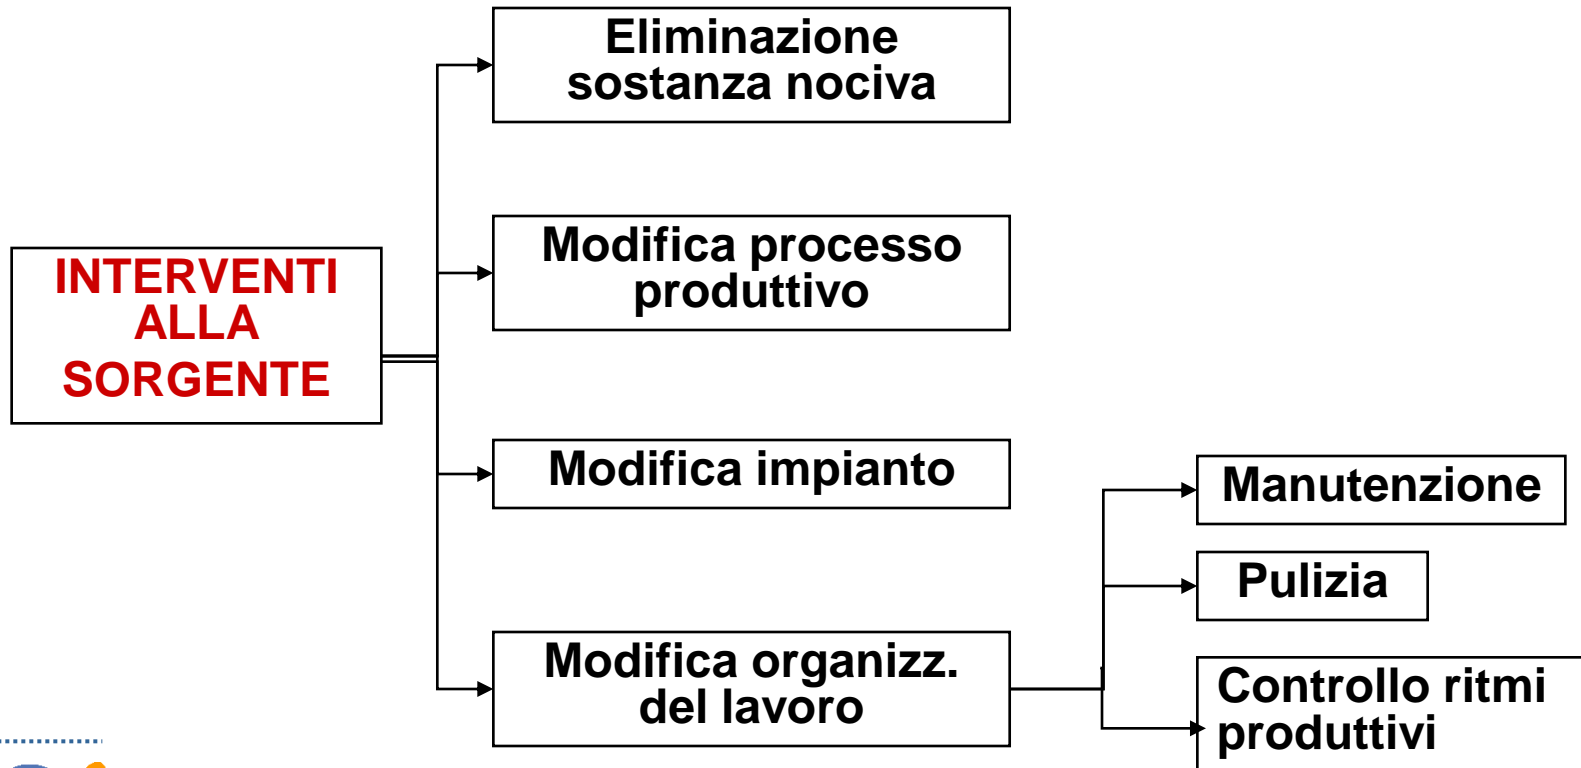 Eliminazione
sostanza nociva
Modifica processo
produttivo
INTERVENTI
ALLA
SORGENTE
Modifica impianto
Manutenzione
Pulizia
Modifica organizz.
del lavoro
Controllo ritmi
produttivi